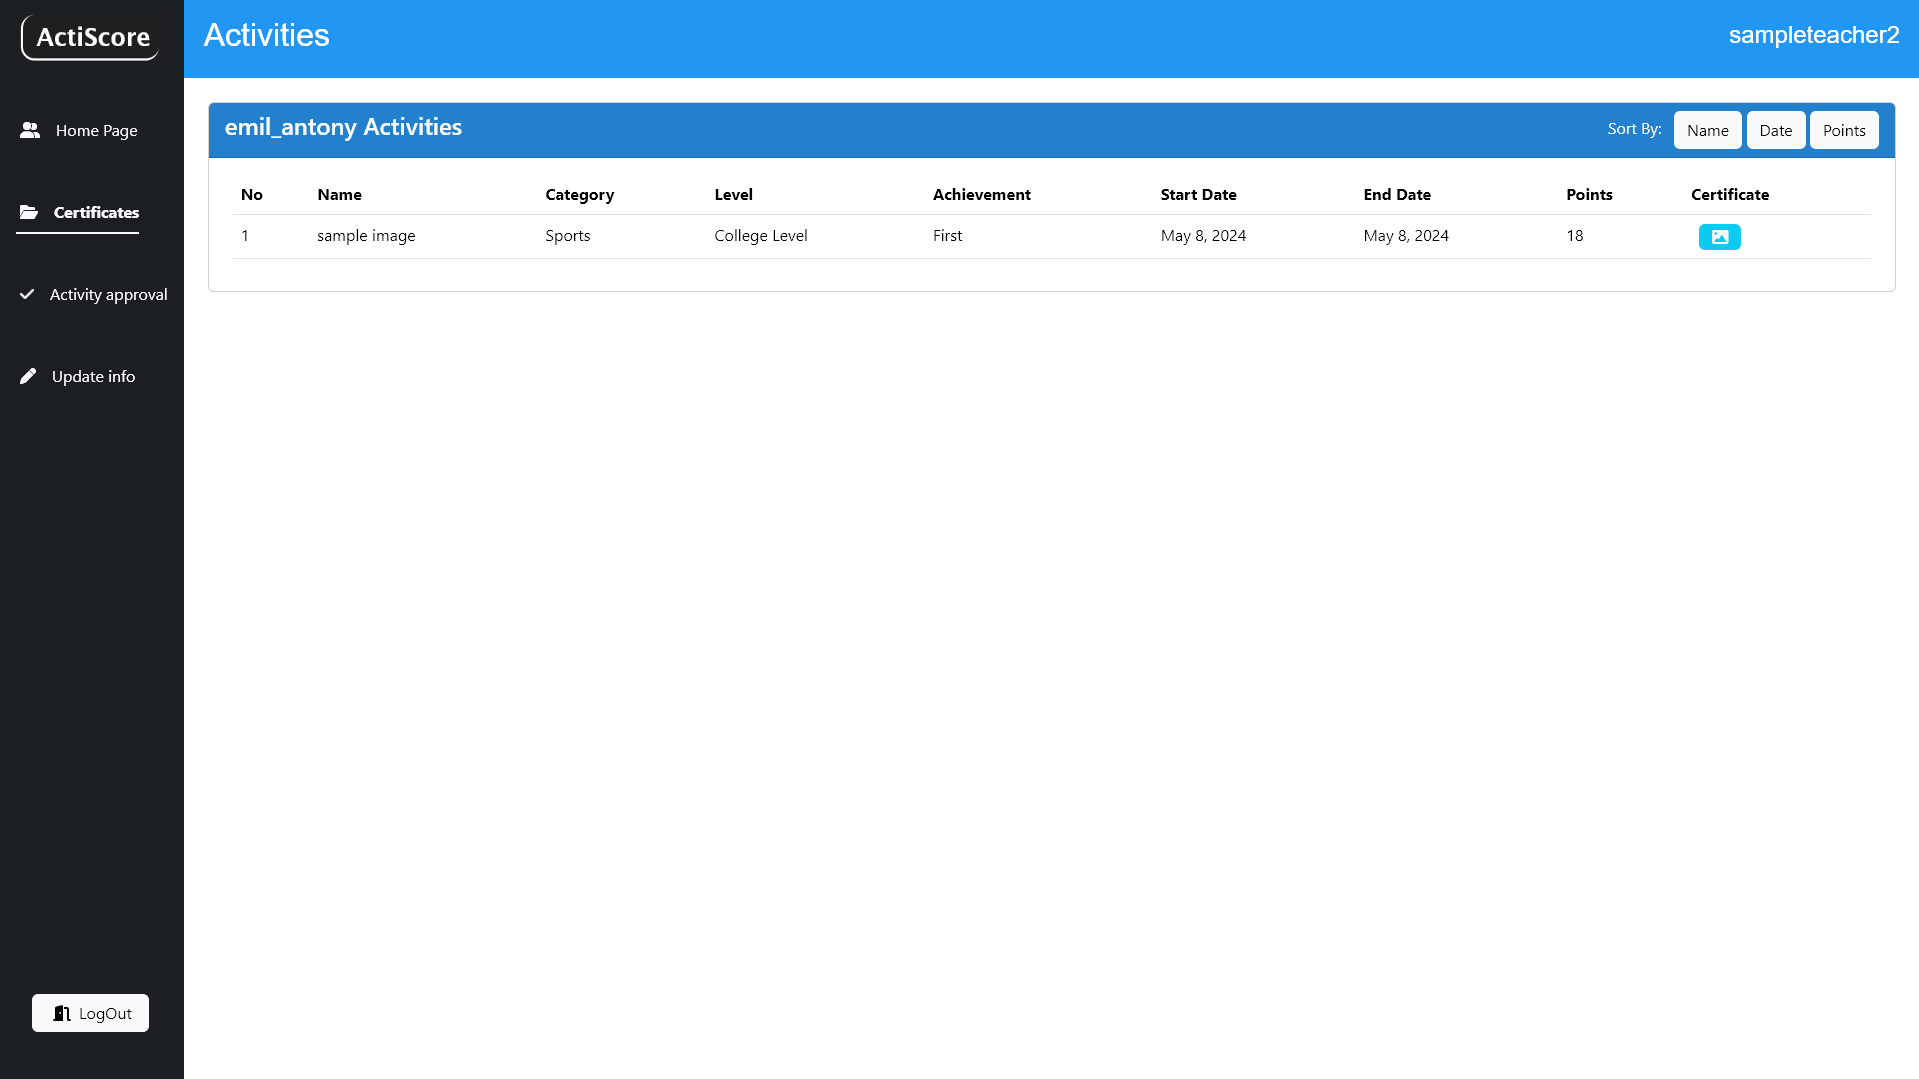 ActiScore
Activities
sampleteacher2
Home Page
Certificates
Activity approval
Update info
LogOut
emil_antony Activities
Sort By: Name Date Points
No Name Category Level Achievement Start Date End Date Points Certificate
1 sample image Sports College Level First May 8, 2024 May 8, 2024 18